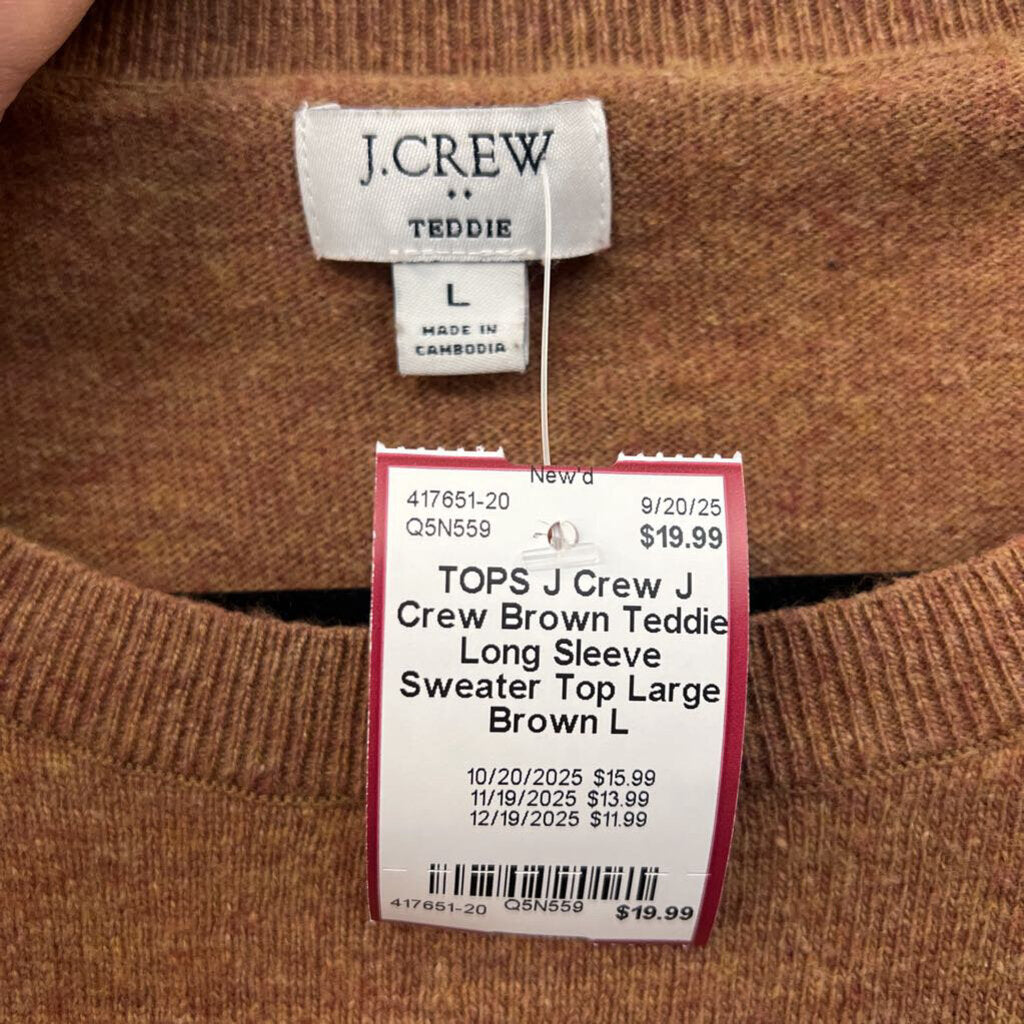 J.CREW
TEDDIE
L
MADE IN
CAMBODIA
New'd
417651-20 9/20/25
Q5N559 $19.99
TOPS J Crew J
Crew Brown Teddie
Long Sleeve
Sweater Top Large
Brown L
10/20/2025 $15.99
11/19/2025 $13.99
12/19/2025 $11.99
417651-20 Q5N559 $19.99